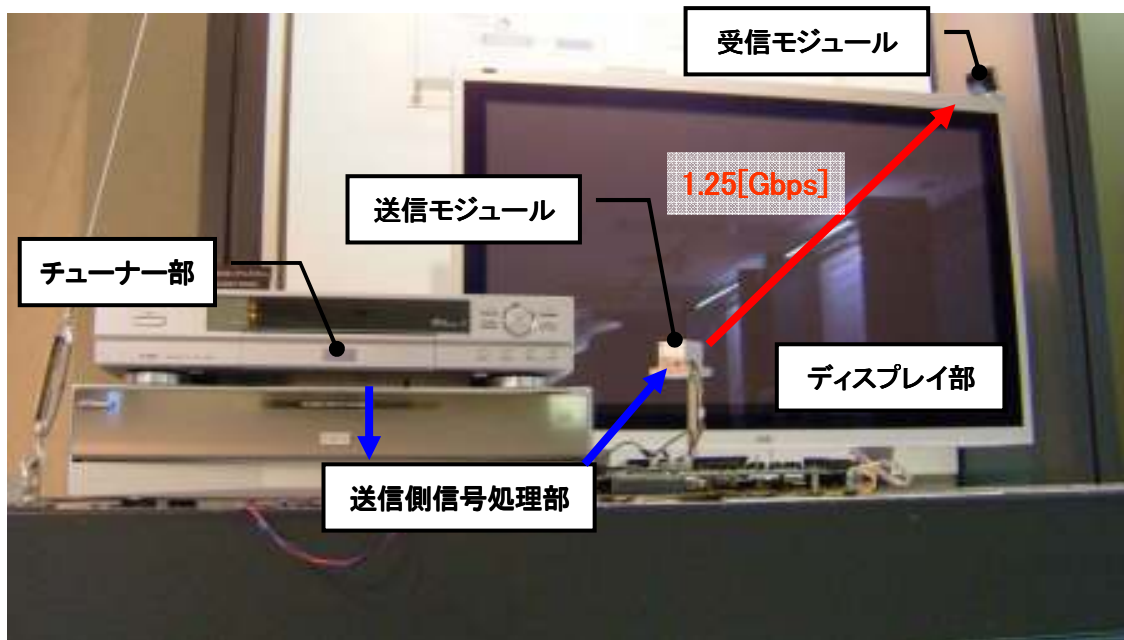 受信モジュール
1.25[Gbps]
送信モジュール
チューナー部
ディスプレイ部
送信側信号処理部